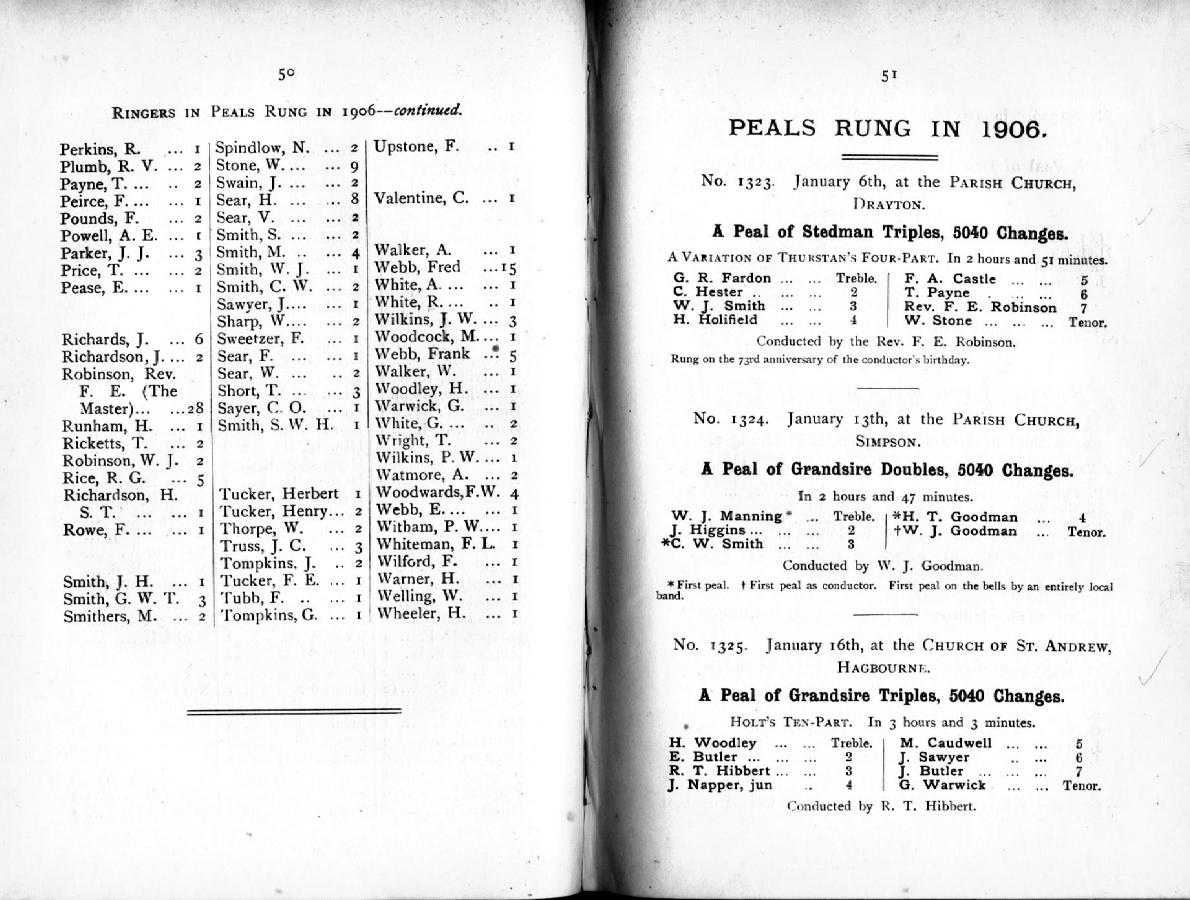 50
RINGERS IN PEALS RUNG IN 1906—continued.
Perkins, R. ... 1
Plumb, R. V. ... 2
Payne, T. ... .. 2
Peirce, F. ... ... 1
Pounds, F. ... 2
Powell, A. E. ... 1
Parker, J. J. ... 3
Price, T. ... ... 2
Pease, E. ... ... 1
Richards, J. ... 6
Richardson, J. ... 2
Robinson, Rev.
F. E. (The
Master)... ...28
Runham, H. ... 1
Ricketts, T. ... 2
Robinson, W. J. 2
Rice, R. G. ... 5
Richardson, H.
S. T. ... ... 1
Rowe, F. ... ... 1
Smith, J. H. ... 1
Smith, G. W. T. 3
Smithers, M. ... 2
Spindlow, N. ... 2
Stone, W. ... ... 9
Swain, J. ... ... 2
Sear, H. ... ... 8
Sear, V. ... ... 2
Smith, S. ... ... 2
Smith, M. .. ... 4
Smith, W. J. ... 1
Smith, C. W. ... 2
Sawyer, J.... ... 1
Sharp, W.... ... 2
Sweetzer, F. ... 1
Sear, F. ... ... 1
Sear, W. ... .. 2
Short, T. ... ... 3
Sayer, C. O. ... 1
Smith, S. W. H. 1
Tucker, Herbert 1
Tucker, Henry... 2
Thorpe, W. ... 2
Truss, J. C. ... 3
Tompkins, J. .. 2
Tucker, F. E. ... 1
Tubb, F. .. ... 1
Tompkins, G. ... 1
Upstone, F. .. 1
Valentine, C. ... 1
Walker, A. ... 1
Webb, Fred ...15
White, A. ... ... 1
White, R. ... .. 1
Wilkins, J. W. ... 3
Woodcock, M. ... 1
Webb, Frank ... 5
Walker, W. ... 1
Woodley, H. ... 1
Warwick, G. ... 1
White, G. ... .. 2
Wright, T. ... 2
Wilkins, P. W. ... 1
Watmore, A. ... 2
Woodwards, F.W. 4
Webb, E. ... ... 1
Witham, P. W.... 1
Whiteman, F. L. 1
Wilford, F. ... 1
Warner, H. ... 1
Welling, W. ... 1
Wheeler, H. ... 1
51
PEALS RUNG IN 1906.
No. 1323. January 6th, at the PARISH CHURCH,
DRAYTON.
A Peal of Stedman Triples, 5040 Changes.
A VARIATION OF THURSTAN'S FOUR-PART. In 2 hours and 51 minutes.
G. R. Fardon ... ... Treble. F. A. Castle ... ... 5
C. Hester .. ... ... 2 T. Payne . ... ... 6
W. J. Smith ... ... 3 Rev. F. E. Robinson 7
H. Holifield ... ... 4 W. Stone ... ... ... Tenor.
Conducted by the Rev. F. E. Robinson.
Rung on the 73rd anniversary of the conductor's birthday.
No. 1324. January 13th, at the PARISH CHURCH,
SIMPSON.
A Peal of Grandsire Doubles, 5040 Changes.
In 2 hours and 47 minutes.
W. J. Manning* ... Treble. *H. T. Goodman ... 4
J. Higgins ... ... ... 2 †W. J. Goodman ... Tenor.
*C. W. Smith ... ... 3
Conducted by W. J. Goodman.
* First peal. † First peal as conductor. First peal on the bells by an entirely local
band.
No. 1325. January 16th, at the CHURCH OF ST. ANDREW,
HAGBOURNE.
A Peal of Grandsire Triples, 5040 Changes.
HOLT'S TEN-PART. In 3 hours and 3 minutes.
H. Woodley ... ... Treble. M. Caudwell ... ... 5
E. Butler ... ... ... 2 J. Sawyer .. ... 6
R. T. Hibbert ... ... 3 J. Butler ... ... ... 7
J. Napper, jun .. 4 G. Warwick ... ... Tenor.
Conducted by R. T. Hibbert.